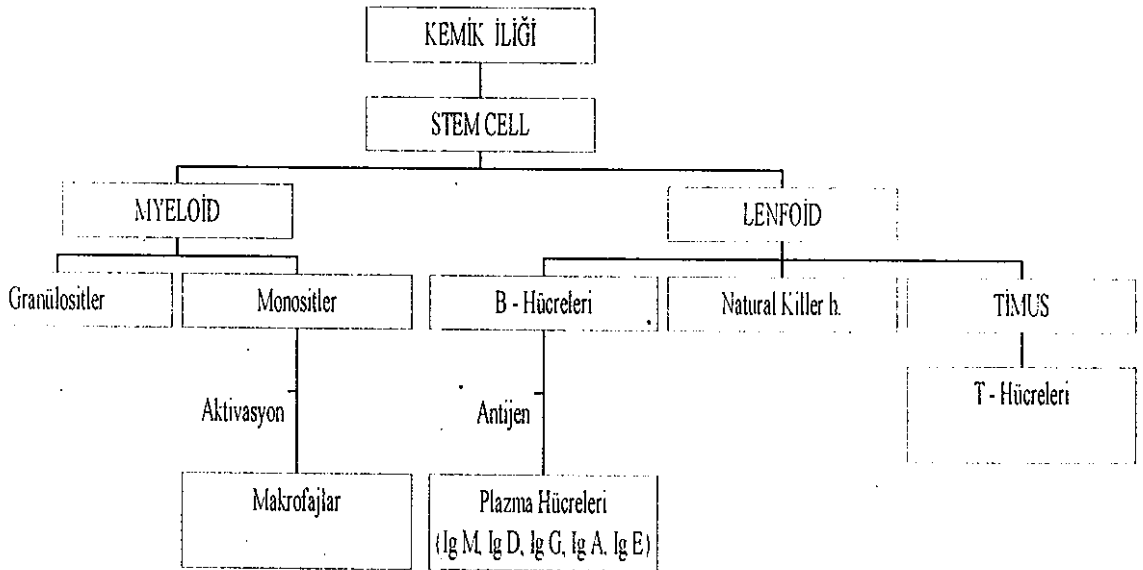 KEMİK İLİĞİ
STEM CELL
MYELOİD
LENFOİD
Granülositler
Monositler
B - Hücreleri
Natural Killer h.
TİMUS
T - Hücreleri
Aktivasyon
Antijen
Makrofajlar
Plazma Hücreleri
(Ig M, Ig D, Ig G, Ig A. Ig E)